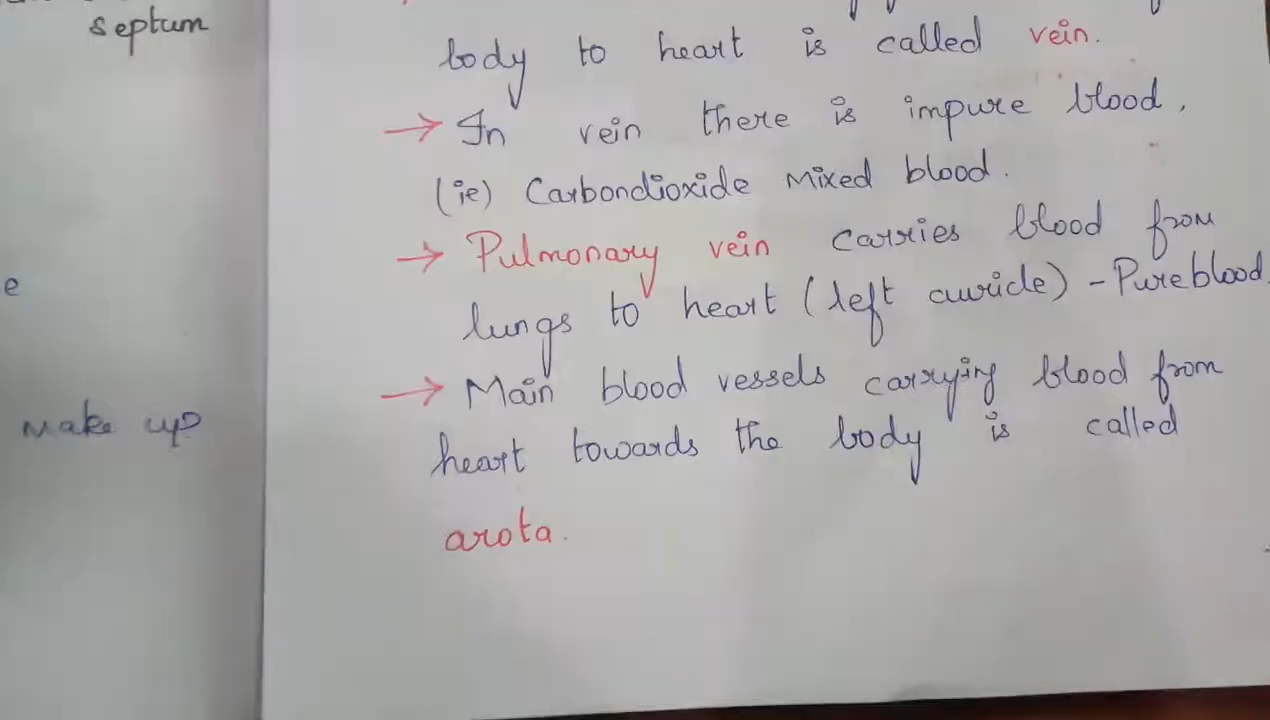 septum
e
make up
body to heart is called vein.
→ In vein there is impure blood.
(ie) Carbondioxide mixed blood.
→ Pulmonary vein carries blood from
lungs to heart (left auricle) - Pure blood.
→ Main blood vessels carrying blood from
heart towards the body is called
arota.